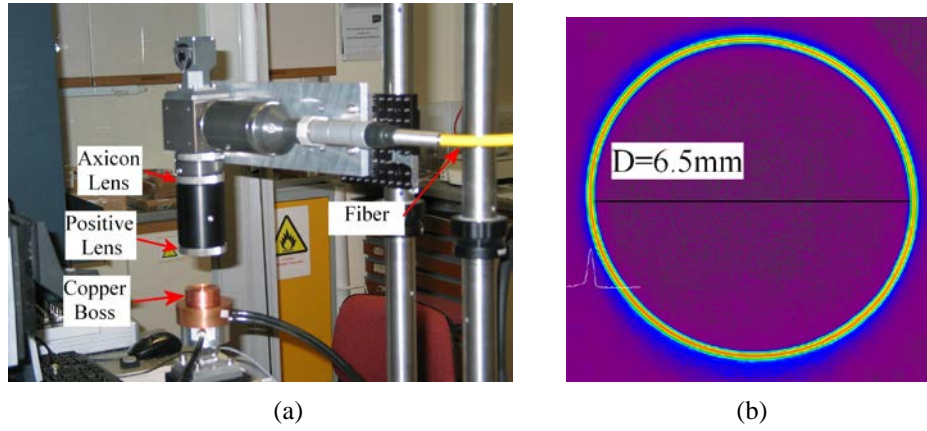 Axicon
Lens
Positive
Lens
Copper
Boss
Fiber
D=6.5mm
(a)
(b)